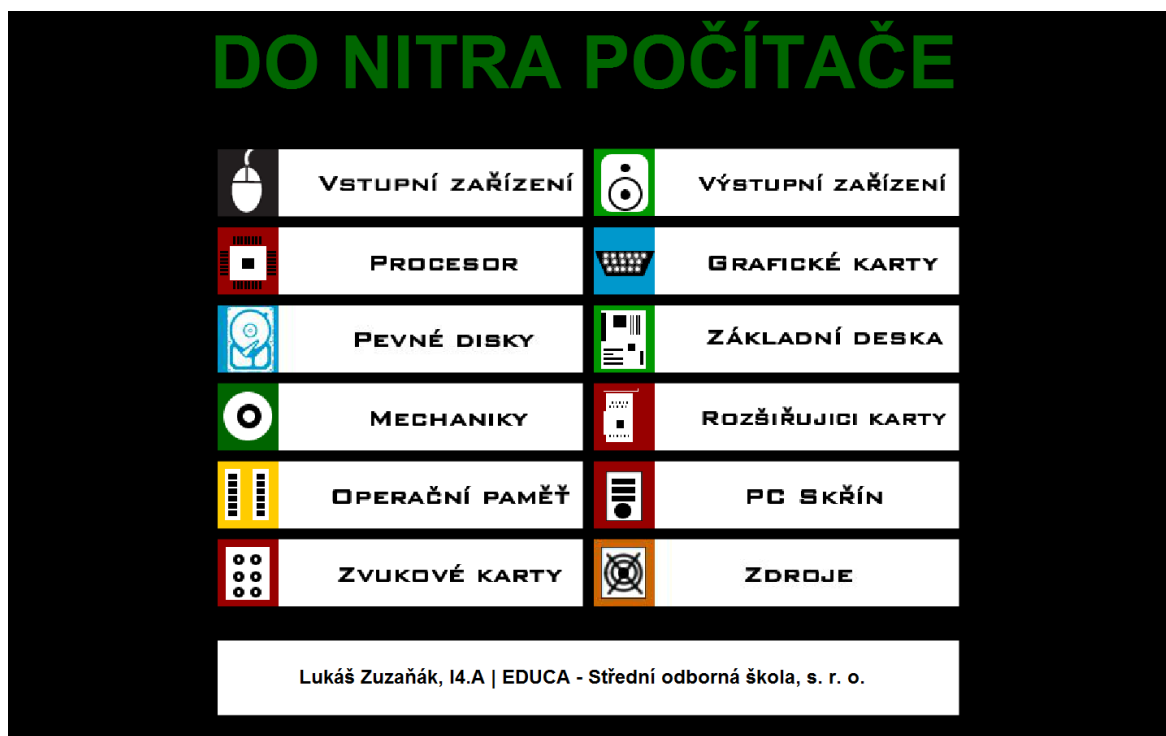 DO NITRA POČÍTAČE
Vstupní zařízení
Výstupní zařízení
Procesor
Grafické karty
Pevné disky
Základní deska
Mechaniky
Rozšiřujici karty
Operační paměť
PC Skřín
Zvukové karty
Zdroje
Lukáš Zuzaňák, I4.A | EDUCA - Střední odborná škola, s. r. o.